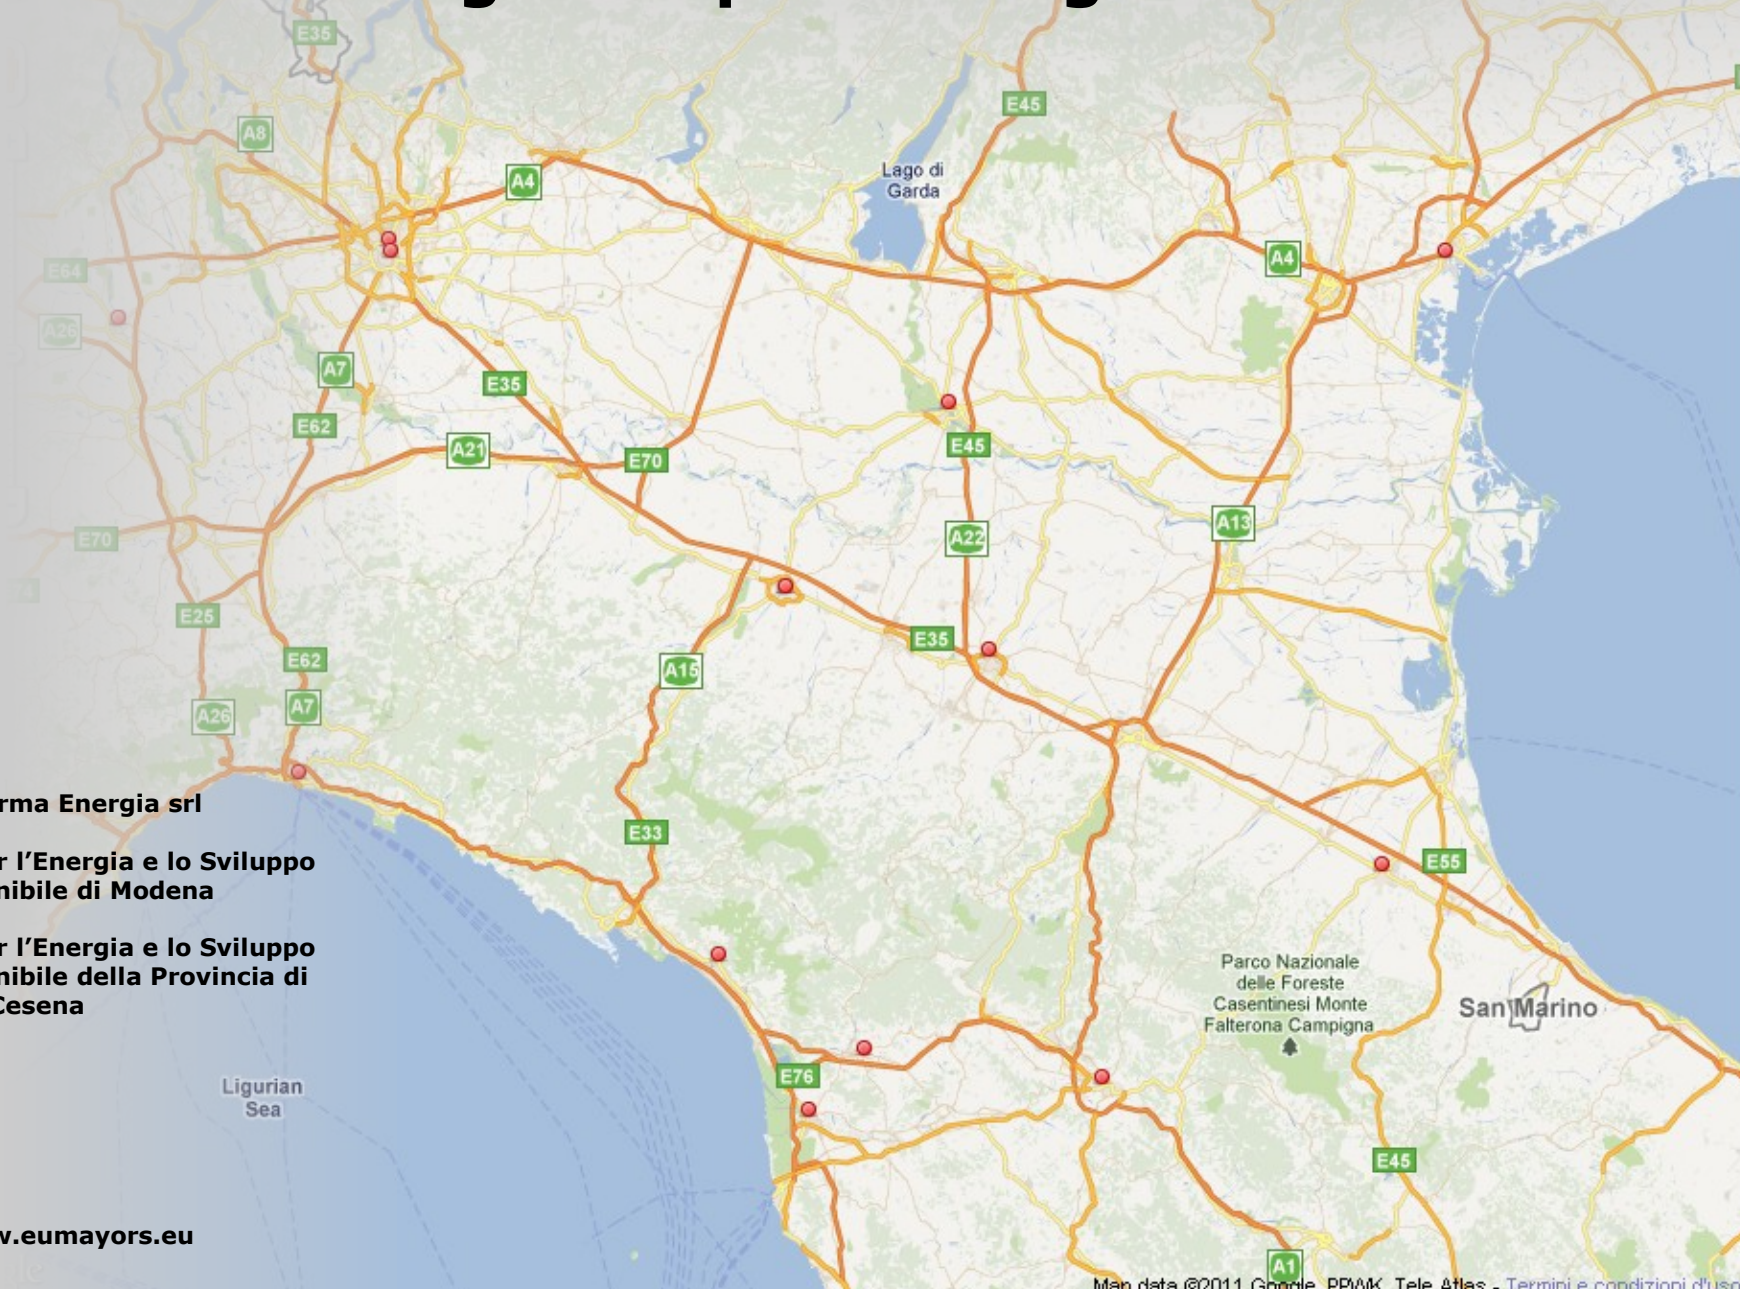 E35
E45
A8
A4
Lago di
Garda
A4
E64
A26
A7
E35
E62
E45
A21
E70
A13
A22
E70
E25
E35
E62
A15
A26
A7
rma Energia srl
E33
r l’Energia e lo Sviluppo
nibile di Modena
E55
r l’Energia e lo Sviluppo
nibile della Provincia di
Cesena
Parco Nazionale
delle Foreste
Casentinesi Monte
Falterona Campigna
San Marino
E76
Ligurian
Sea
E45
w.eumayors.eu
A1
Map data ©2011 Google, PPWK, Tele Atlas - Termini e condizioni d'uso